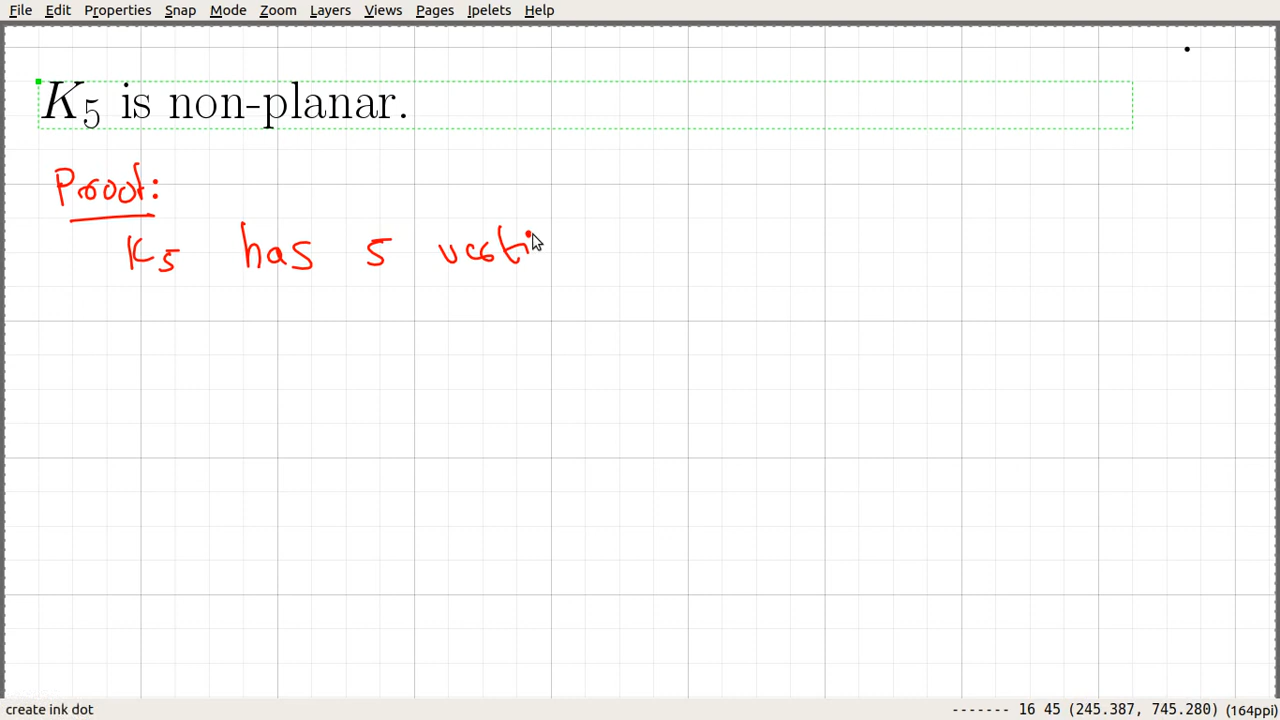 File Edit Properties Snap Mode Zoom Layers Views Pages Ipelets Help
K5 is non-planar.
Proof:
K5 has 5 verti
create ink dot ------- 16 45 (245.387, 745.280) (164ppi)